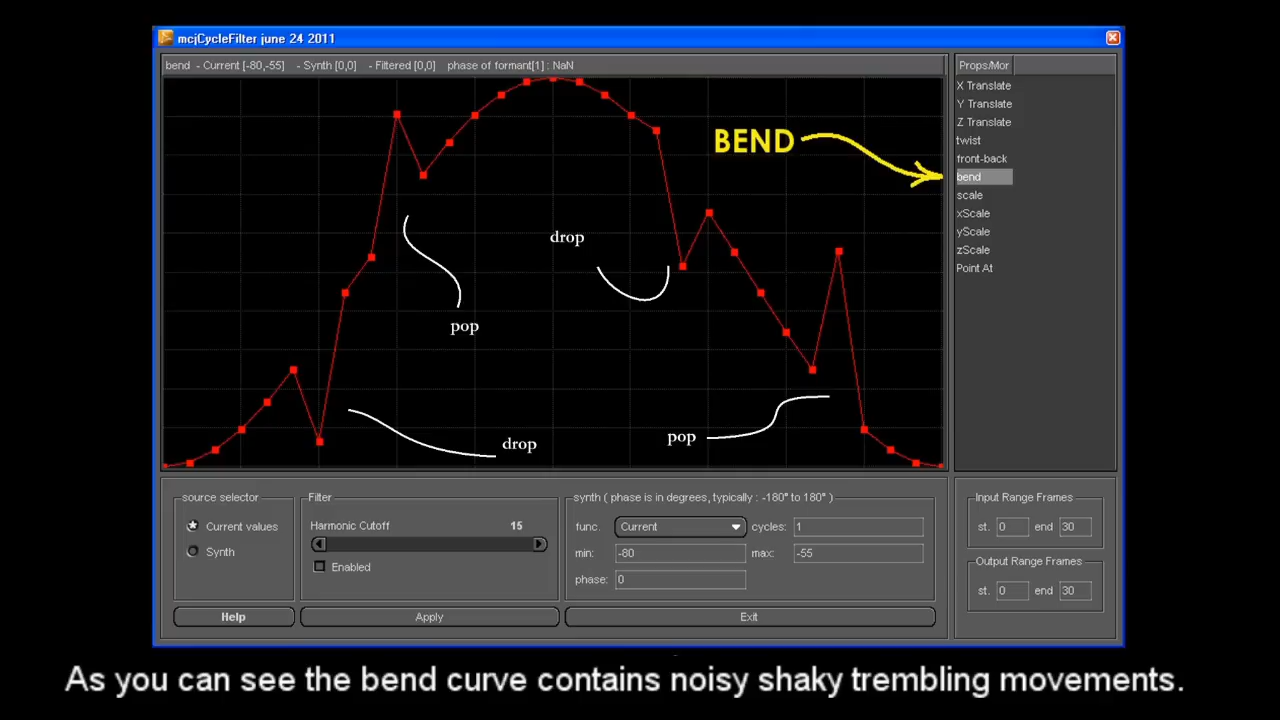 mcjCycleFilter june 24 2011
bend - Current [-80,-55] - Synth [0,0] - Filtered [0,0] phase of formant[1] : NaN
Props/Mor
X Translate
Y Translate
Z Translate
twist
front-back
bend
scale
xScale
yScale
zScale
Point At
BEND
drop
pop
drop
pop
source selector
Current values
Synth
Filter
Harmonic Cutoff 15
Enabled
synth ( phase is in degrees, typically : -180° to 180° )
func. Current cycles: 1
min: -80 max: -55
phase: 0
Input Range Frames
st. 0 end 30
Output Range Frames
st. 0 end 30
Help Apply Exit
As you can see the bend curve contains noisy shaky trembling movements.